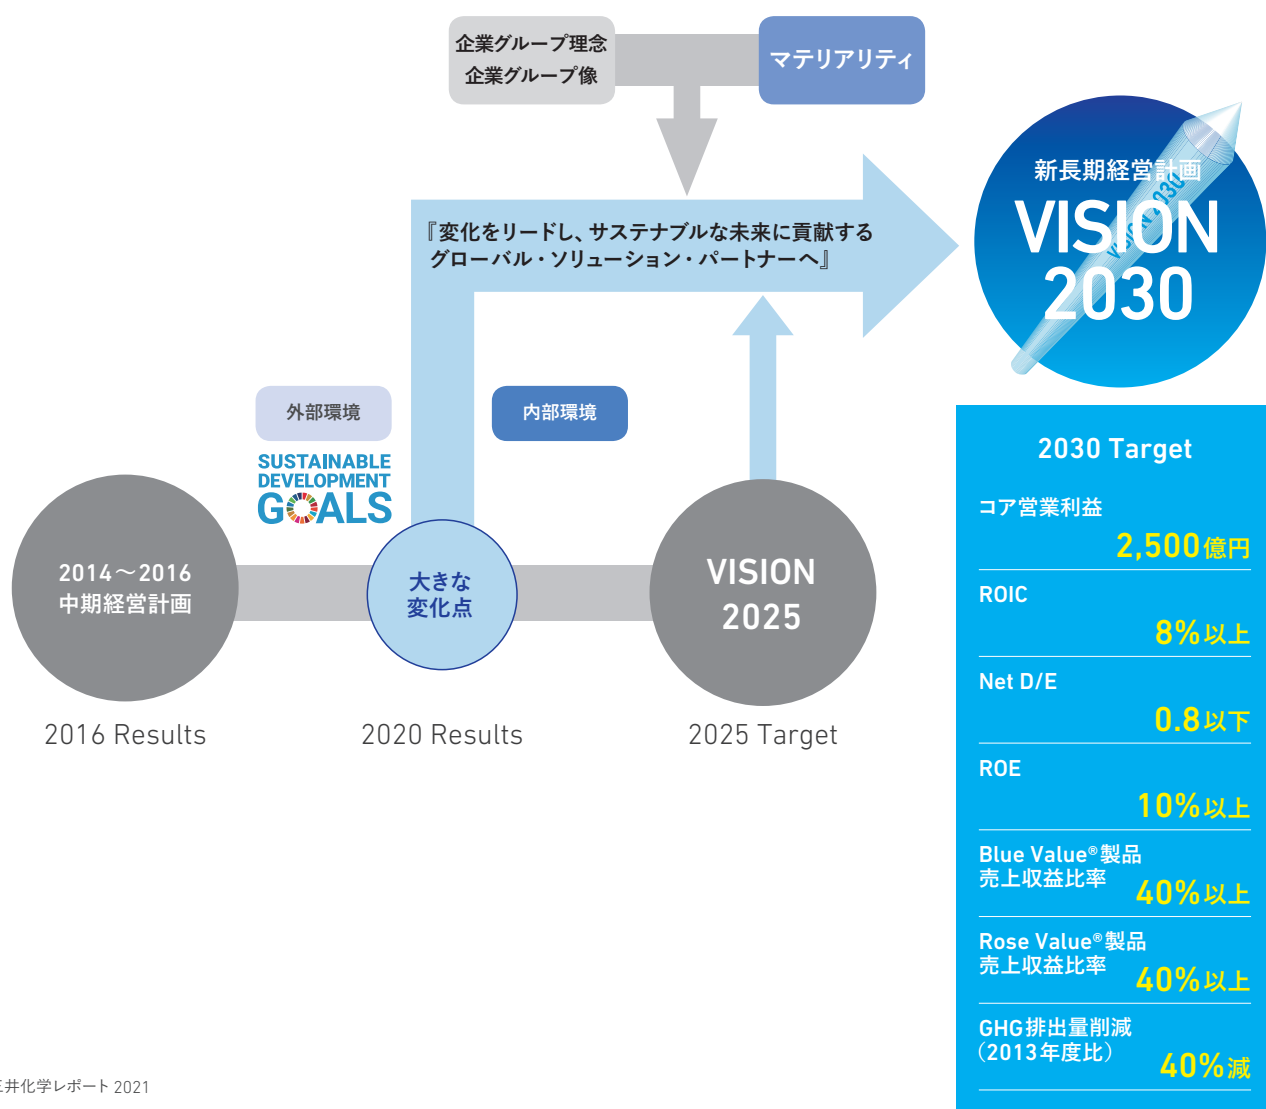 企業グループ理念
企業グループ像
マテリアリティ
新長期経営計画
VISION
2030
VISION 2030
『変化をリードし、サステナブルな未来に貢献する
グローバル・ソリューション・パートナーへ』
外部環境
内部環境
SUSTAINABLE
DEVELOPMENT
GOALS
2014～2016
中期経営計画
大きな
変化点
VISION
2025
2016 Results
2020 Results
2025 Target
2030 Target
コア営業利益
2,500億円
ROIC
8%以上
Net D/E
0.8以下
ROE
10%以上
Blue Value®製品
売上収益比率
40%以上
Rose Value®製品
売上収益比率
40%以上
GHG排出量削減
（2013年度比）
40%減
井化学レポート 2021